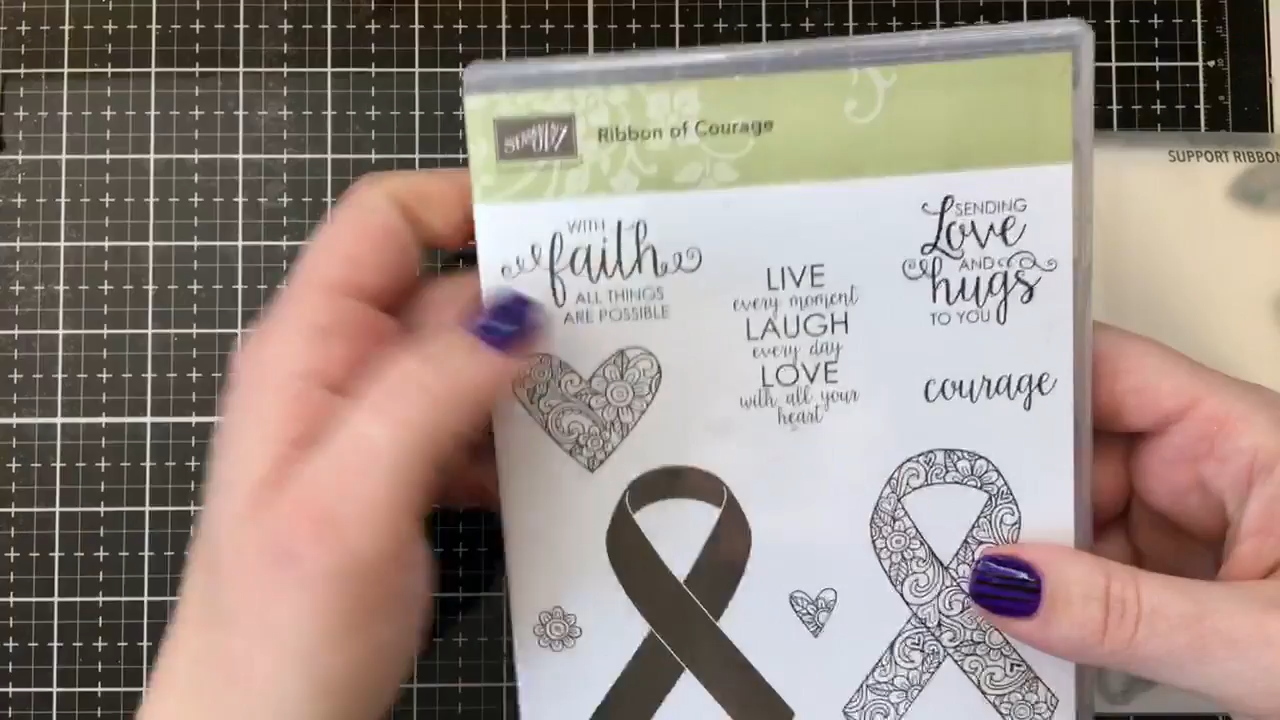 STAMPIN' UP!
Ribbon of Courage
SUPPORT RIBBON
WITH
faith
ALL THINGS
ARE POSSIBLE
LIVE
every moment
LAUGH
every day
LOVE
with all your
heart
SENDING
Love
AND
hugs
TO YOU
courage